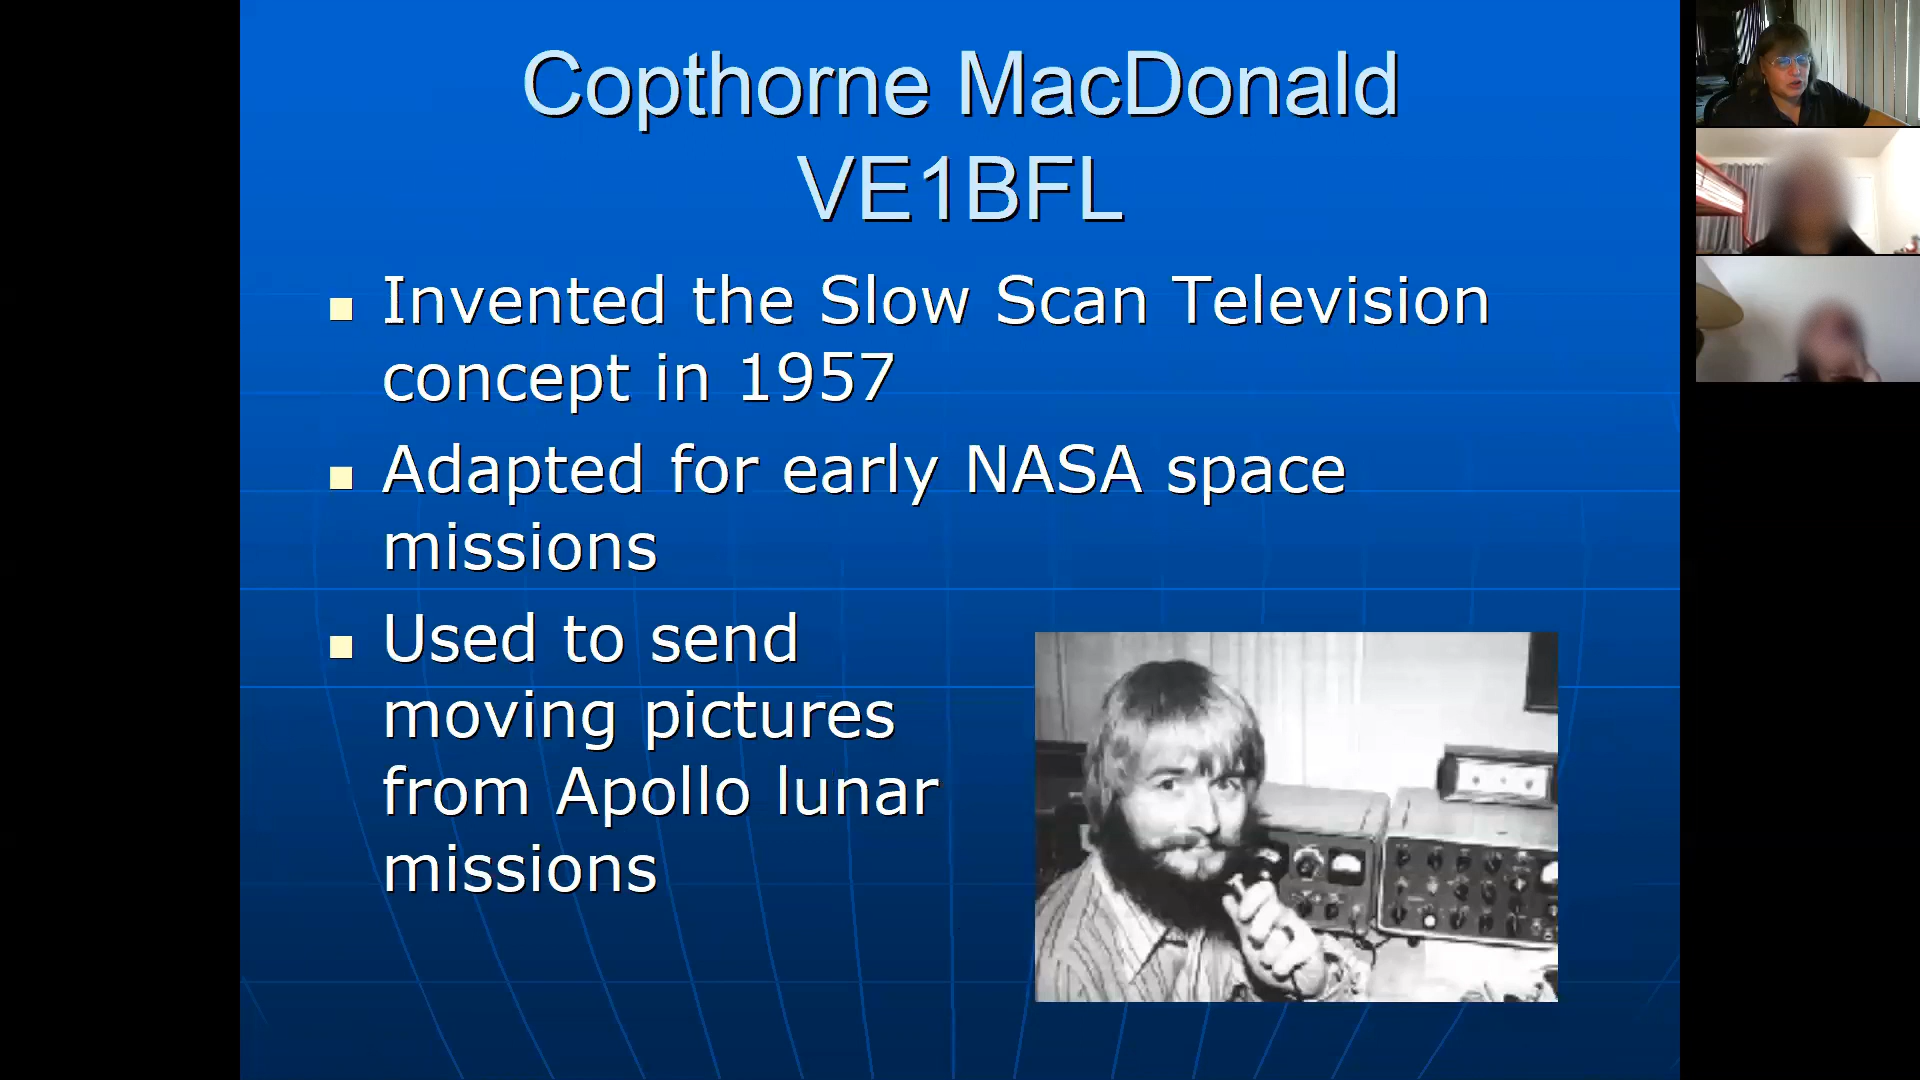 Copthorne MacDonald
VE1BFL
Invented the Slow Scan Television
concept in 1957
Adapted for early NASA space
missions
Used to send
moving pictures
from Apollo lunar
missions